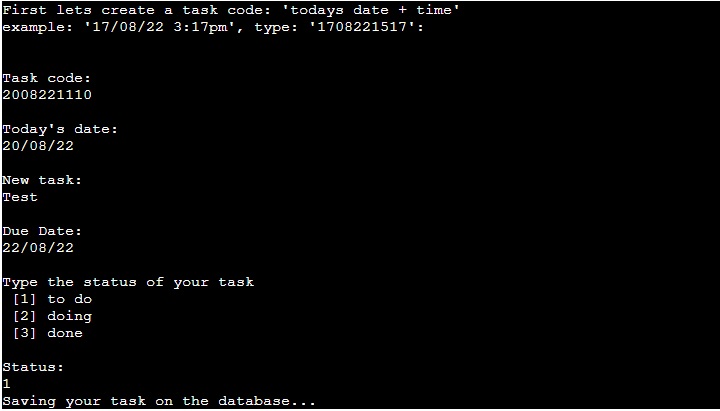 First lets create a task code: 'todays date + time'
example: '17/08/22 3:17pm', type: '1708221517':
Task code:
2008221110
Today's date:
20/08/22
New task:
Test
Due Date:
22/08/22
Type the status of your task
[1] to do
[2] doing
[3] done
Status:
1
Saving your task on the database...